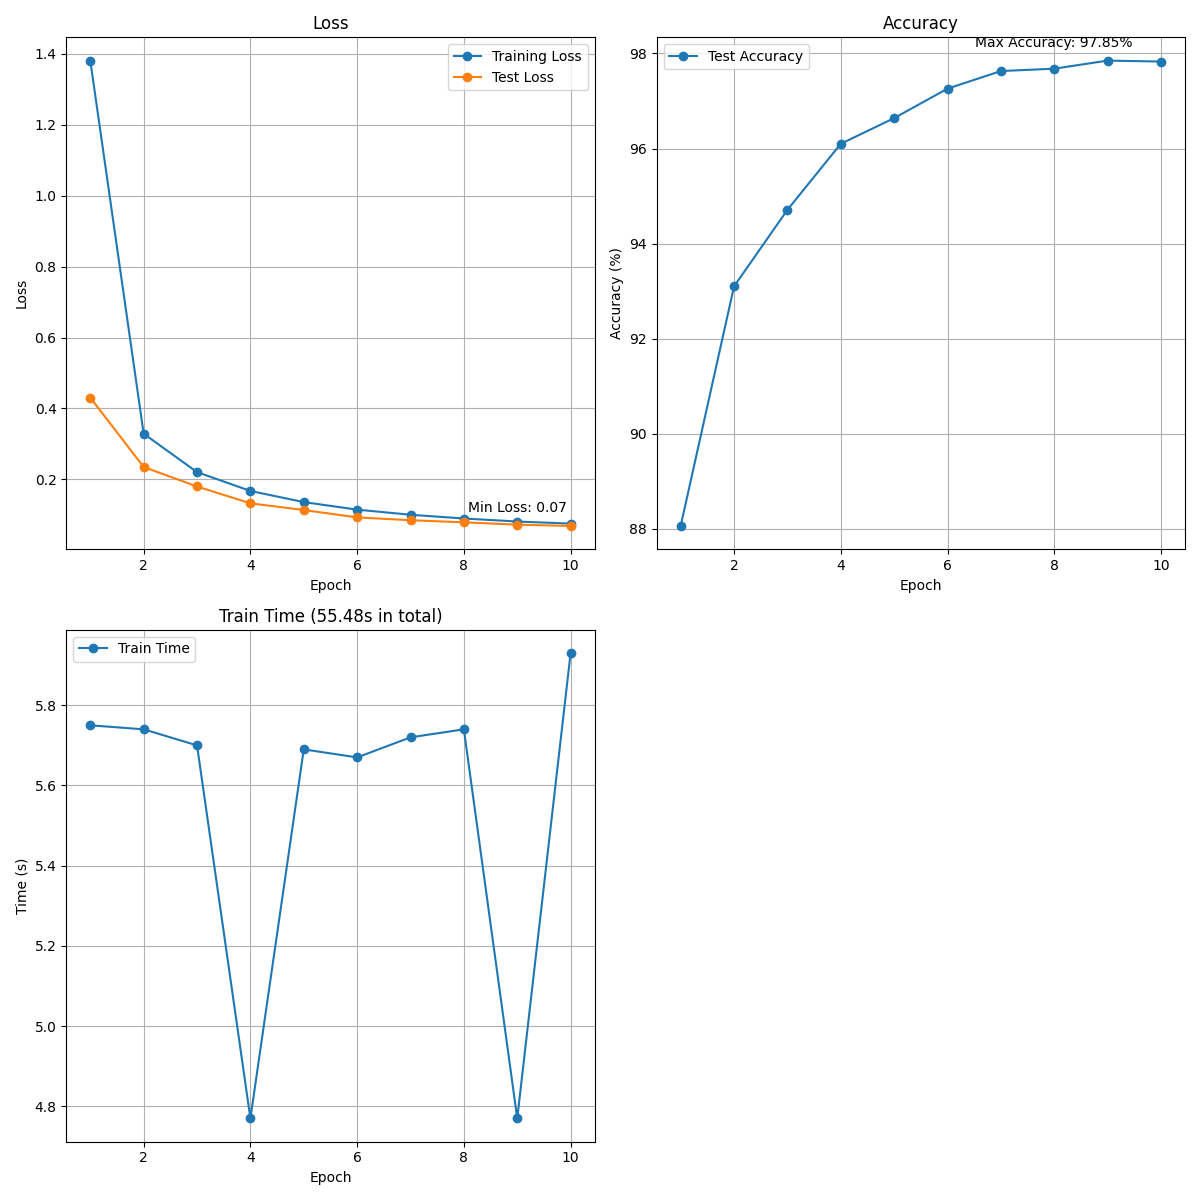 Loss
1.4
1.2
1.0
0.8
0.6
0.4
0.2
Loss
Training Loss
Test Loss
Min Loss: 0.07
2 4 6 8 10
Epoch
Accuracy
98
96
94
92
90
88
Accuracy (%)
Test Accuracy
Max Accuracy: 97.85%
2 4 6 8 10
Epoch
Train Time (55.48s in total)
5.8
5.6
5.4
5.2
5.0
4.8
Time (s)
Train Time
2 4 6 8 10
Epoch